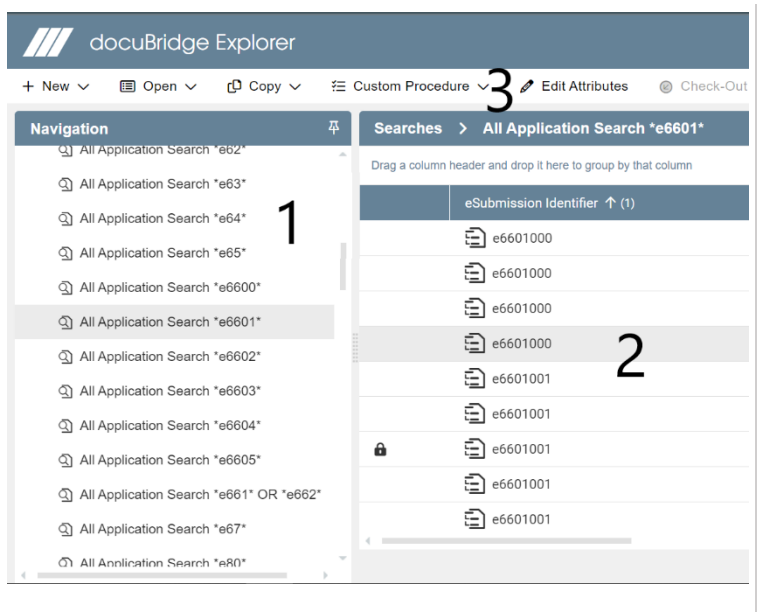 docuBridge Explorer
+ New Open Copy Custom Procedure 3 Edit Attributes Check-Out
Navigation
All Application Search *e62*
All Application Search *e63*
All Application Search *e64*
1
All Application Search *e65*
All Application Search *e6600*
All Application Search *e6601*
All Application Search *e6602*
All Application Search *e6603*
All Application Search *e6604*
All Application Search *e6605*
All Application Search *e661* OR *e662*
All Application Search *e67*
All Application Search *e80*
Searches > All Application Search *e6601*
Drag a column header and drop it here to group by that column
eSubmission Identifier ↑ (1)
e6601000
e6601000
e6601000
e6601000
2
e6601001
e6601001
e6601001
e6601001
e6601001